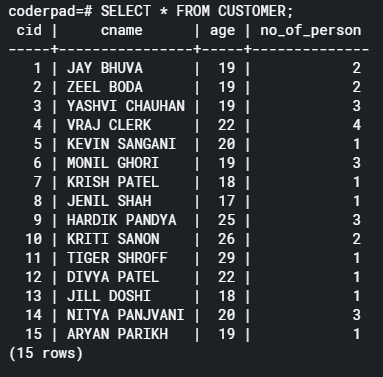 coderpad=# SELECT * FROM CUSTOMER;
 cid |     cname      | age | no_of_person
-----+----------------+-----+--------------
   1 | JAY BHUVA      |  19 |            2
   2 | ZEEL BODA      |  19 |            2
   3 | YASHVI CHAUHAN |  19 |            3
   4 | VRAJ CLERK     |  22 |            4
   5 | KEVIN SANGANI  |  20 |            1
   6 | MONIL GHORI    |  19 |            3
   7 | KRISH PATEL    |  18 |            1
   8 | JENIL SHAH     |  17 |            1
   9 | HARDIK PANDYA  |  25 |            3
  10 | KRITI SANON    |  26 |            2
  11 | TIGER SHROFF   |  29 |            1
  12 | DIVYA PATEL    |  22 |            1
  13 | JILL DOSHI     |  18 |            1
  14 | NITYA PANJVANI |  20 |            3
  15 | ARYAN PARIKH   |  19 |            1
(15 rows)